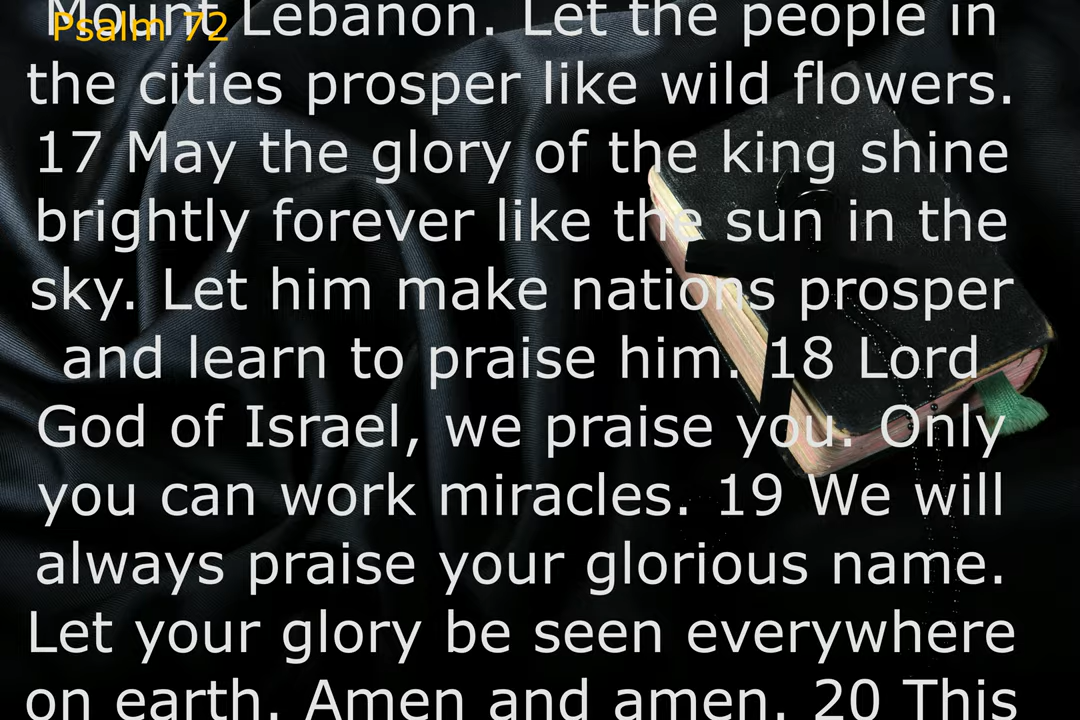 Psalm 72
Mount Lebanon. Let the people in
the cities prosper like wild flowers.
17 May the glory of the king shine
brightly forever like the sun in the
sky. Let him make nations prosper
and learn to praise him. 18 Lord
God of Israel, we praise you. Only
you can work miracles. 19 We will
always praise your glorious name.
Let your glory be seen everywhere
on earth. Amen and amen. 20 This